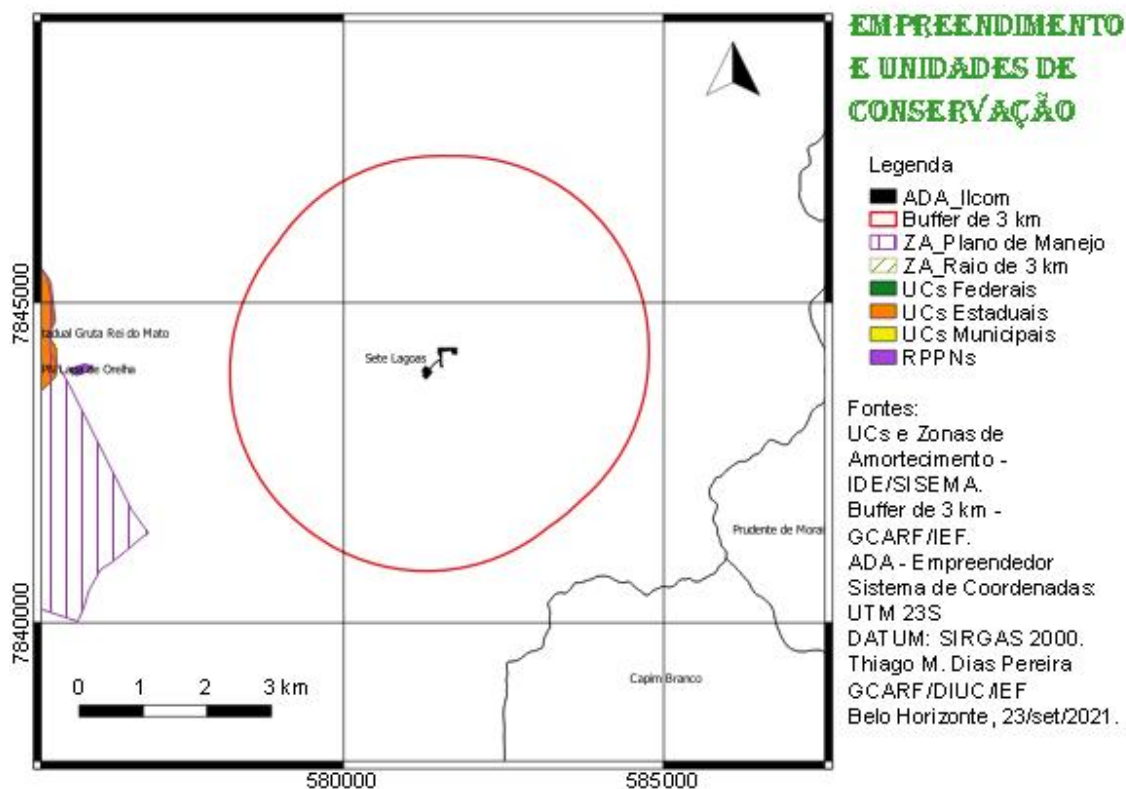 EMPREENDIMENTO
E UNIDADES DE
CONSERVAÇÃO
Legenda
ADA_Ilcom
Buffer de 3 km
ZA_Plano de Manejo
ZA_Raio de 3 km
UCs Federais
UCs Estaduais
UCs Municipais
RPPNs
Fontes:
UCs e Zonas de
Amortecimento -
IDE/SISEMA.
Buffer de 3 km -
GCARF/IEF.
ADA - Empreendedor
Sistema de Coordenadas:
UTM 23S
DATUM: SIRGAS 2000.
Thiago M. Dias Pereira
GCARF/DIUC/IEF
Belo Horizonte, 23/set/2021.
7845000
tadual Gruta Rei do Mato
Sete Lagoas
de Orelha
Prudente de Morai
7840000
Capim Branco
0 1 2 3 km
580000 585000